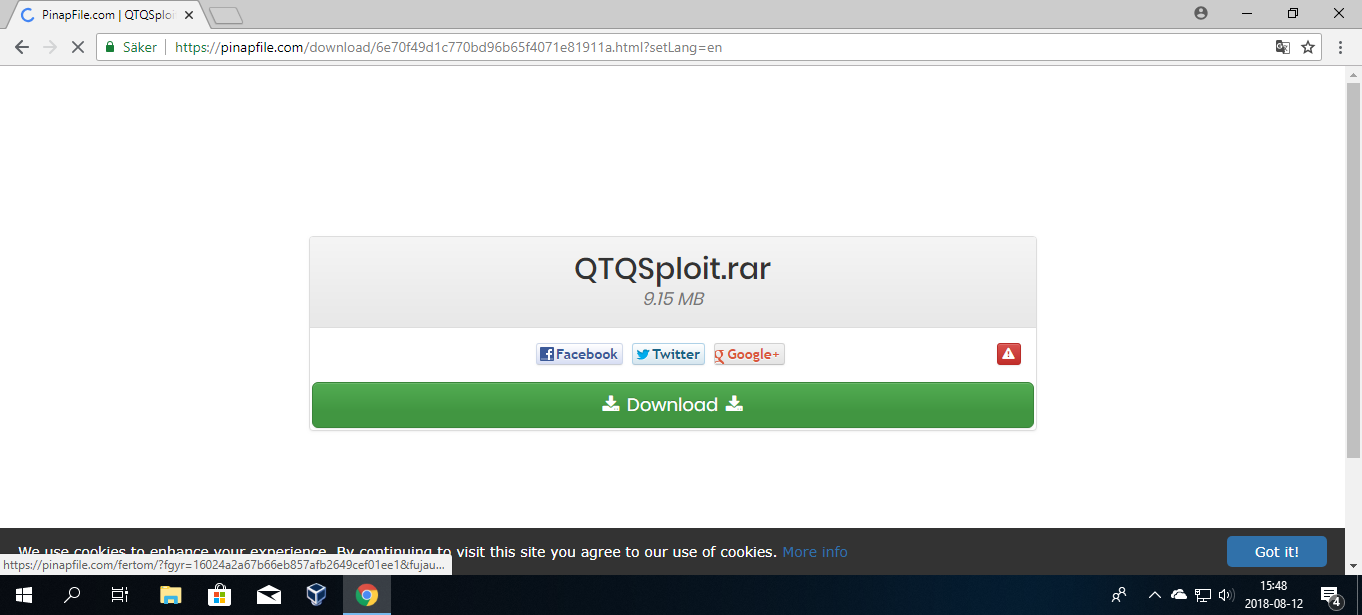 PinapFile.com | QTQSploi
Säker
https://pinapfile.com/download/6e70f49d1c770bd96b65f4071e81911a.html?setLang=en
QTQSploit.rar
9.15 MB
Facebook
Twitter
Google+
Download
We use cookies to enhance your experience. By continuing to visit this site you agree to our use of cookies. More info
Got it!
https://pinapfile.com/fertom/?fgyr=16024a2a67b66eb857afb2649cef01ee1&fujau...
15:48
2018-08-12
4